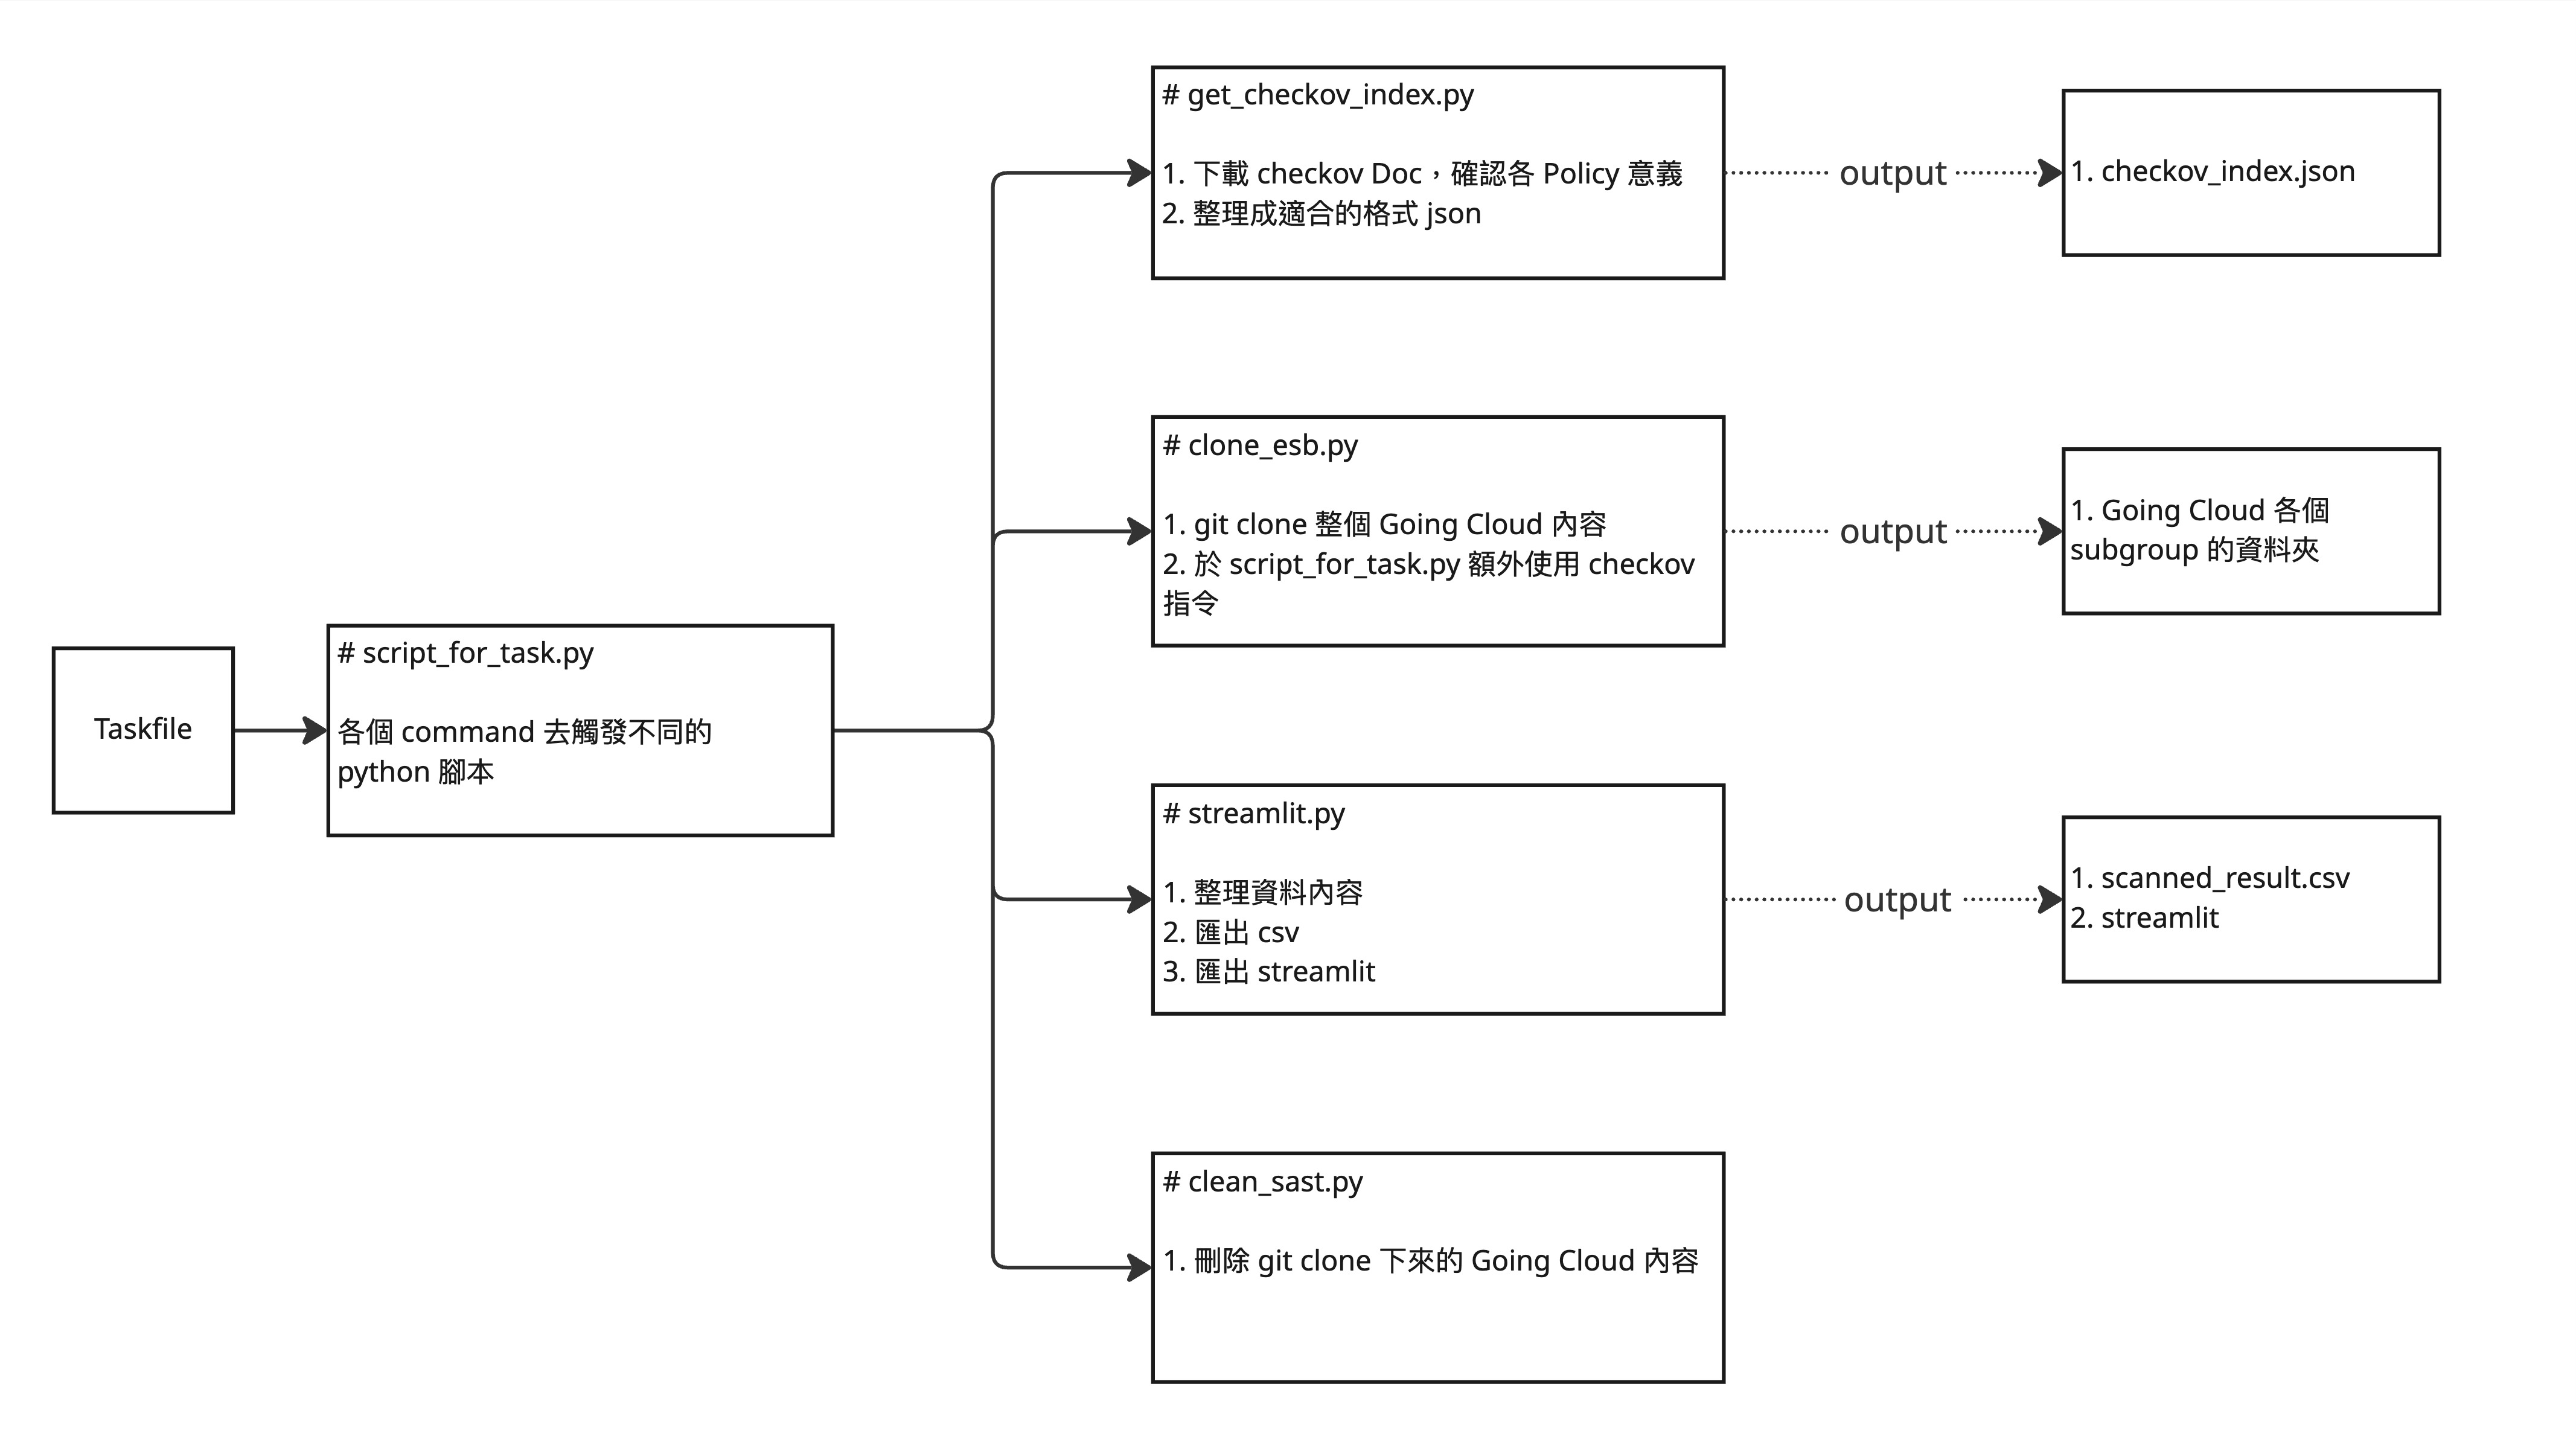 Taskfile
# script_for_task.py
各個 command 去觸發不同的
python 腳本
# get_checkov_index.py
1. 下載 checkov Doc，確認各 Policy 意義
2. 整理成適合的格式 json
output
1. checkov_index.json
# clone_esb.py
1. git clone 整個 Going Cloud 內容
2. 於 script_for_task.py 額外使用 checkov
指令
output
1. Going Cloud 各個
subgroup 的資料夾
# streamlit.py
1. 整理資料內容
2. 匯出 csv
3. 匯出 streamlit
output
1. scanned_result.csv
2. streamlit
# clean_sast.py
1. 刪除 git clone 下來的 Going Cloud 內容